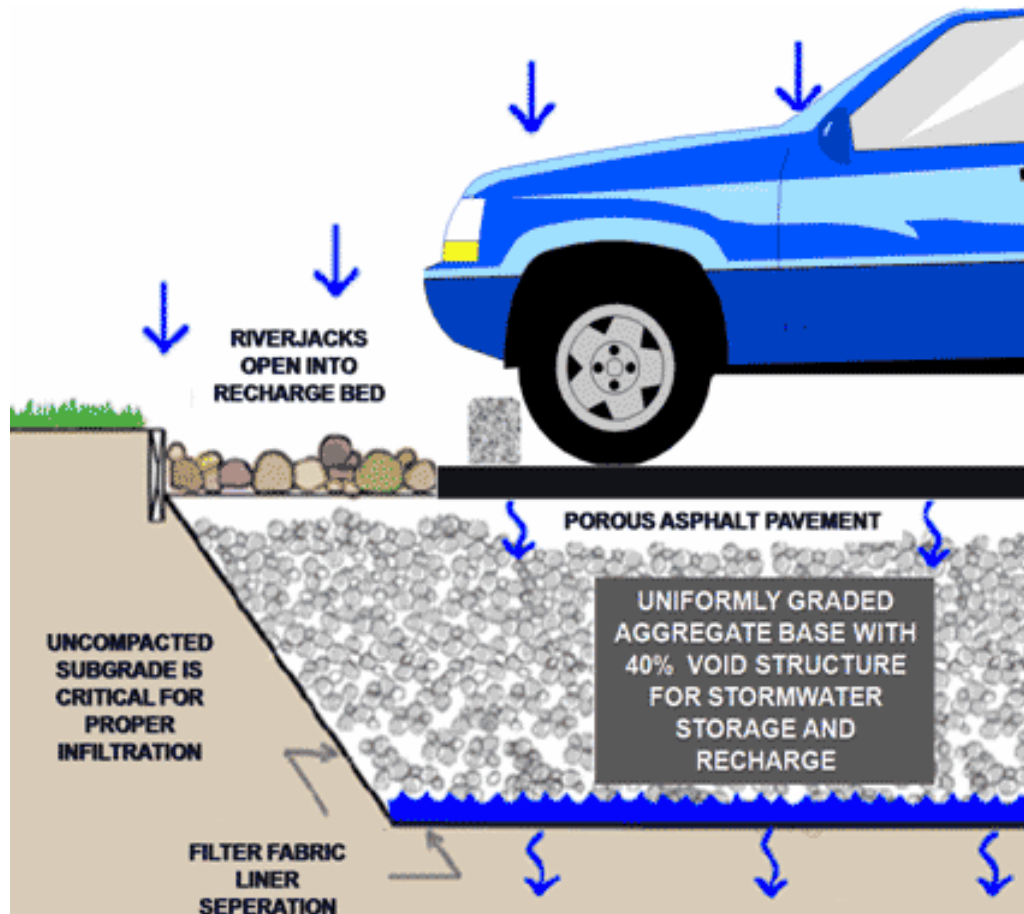 RIVERJACKS
OPEN INTO
RECHARGE BED
POROUS ASPHALT PAVEMENT
UNIFORMLY GRADED
AGGREGATE BASE WITH
40% VOID STRUCTURE
FOR STORMWATER
STORAGE AND
RECHARGE
UNCOMPACTED
SUBGRADE IS
CRITICAL FOR
PROPER
INFILTRATION
FILTER FABRIC
LINER
SEPERATION